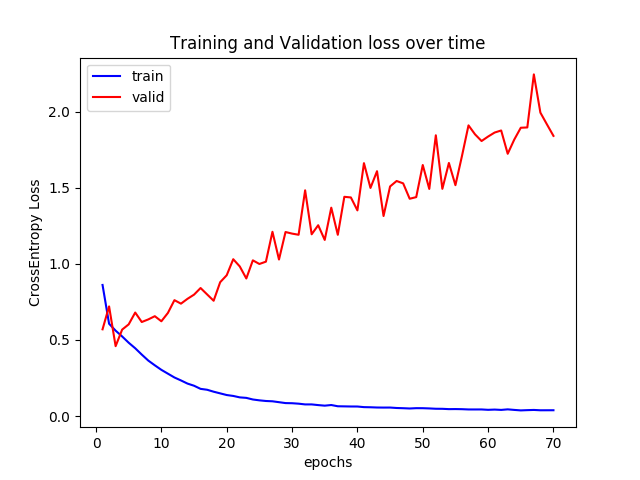 Training and Validation loss over time
train
valid
CrossEntropy Loss
2.0
1.5
1.0
0.5
0.0
0 10 20 30 40 50 60 70
epochs